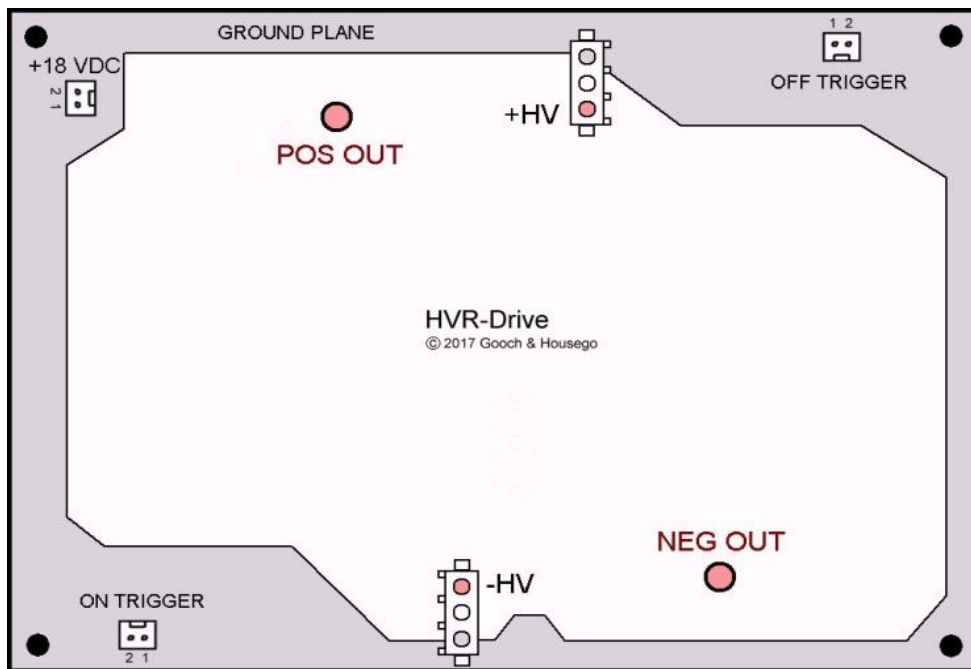 GROUND PLANE
1 2
+18 VDC
2 1
OFF TRIGGER
+HV
POS OUT
HVR-Drive
© 2017 Gooch & Housego
NEG OUT
-HV
ON TRIGGER
2 1